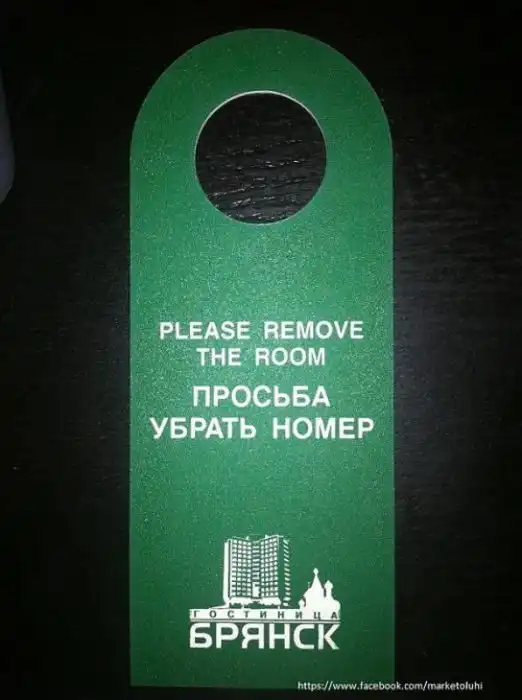 PLEASE REMOVE
THE ROOM
ПРОСЬБА
УБРАТЬ НОМЕР
ГОСТИНИЦА
БРЯНСК
https://www.facebook.com/marketoluhi